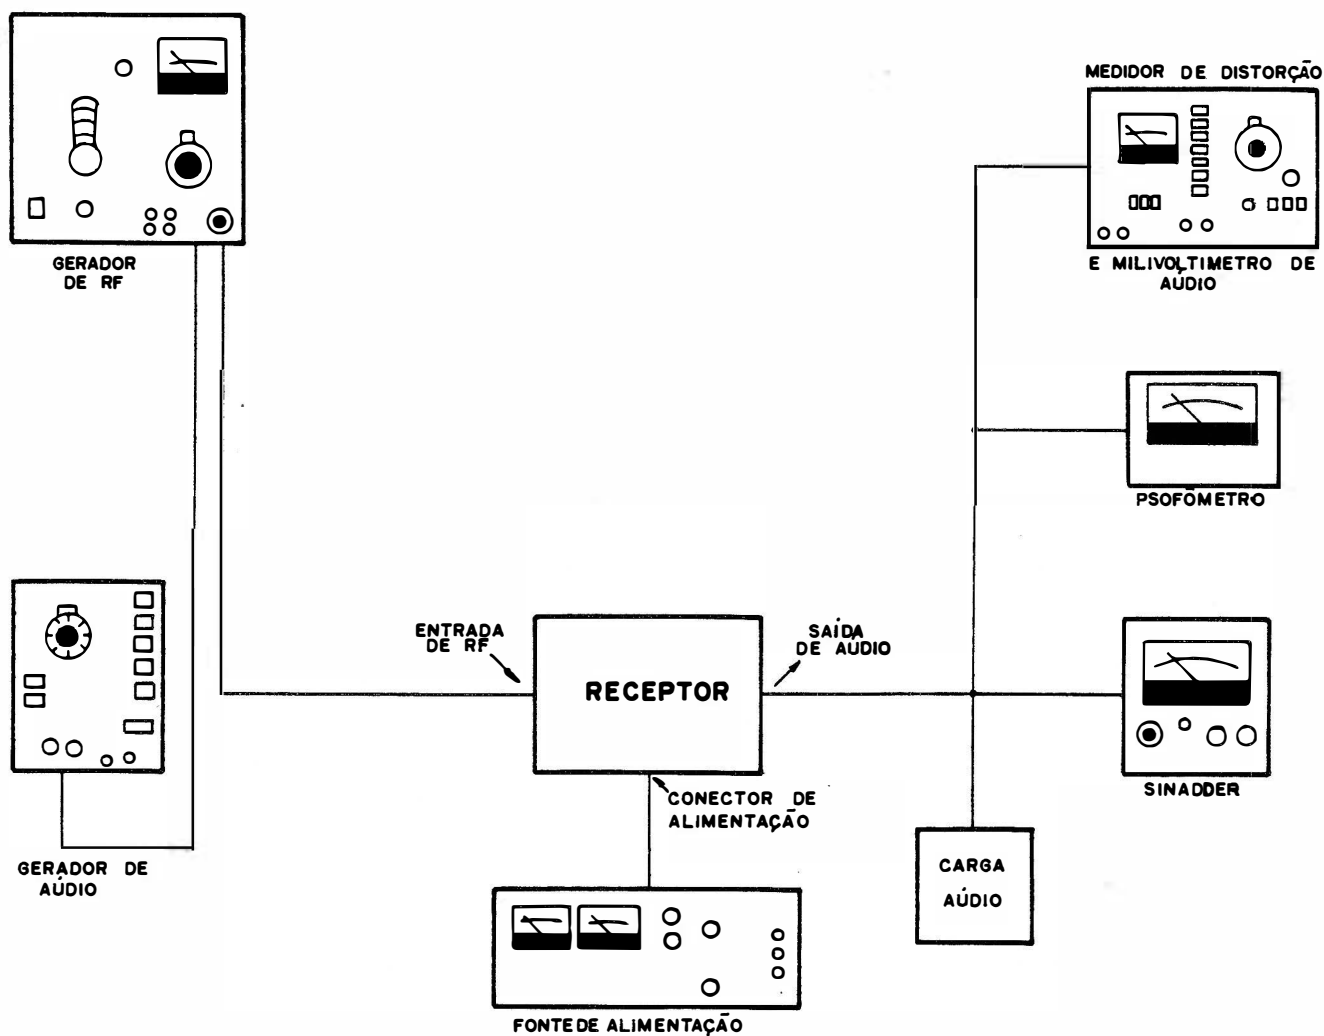 MEDIDOR DE DISTORÇÃO
GERADOR
DE RF
E MILIVOLTIMETRO DE
AÚDIO
PSOFÔMETRO
ENTRADA
DE RF
SAÍDA
DE AÚDIO
RECEPTOR
SINADDER
CONECTOR DE
ALIMENTAÇÃO
GERADOR DE
AÚDIO
CARGA
AÚDIO
FONTE DE ALIMENTAÇÃO